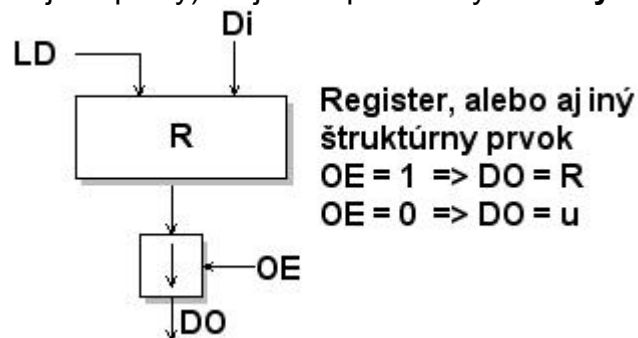 Di
LD
R
Register, alebo aj iný
štruktúrny prvok
OE = 1 => DO = R
OE = 0 => DO = u
OE
DO